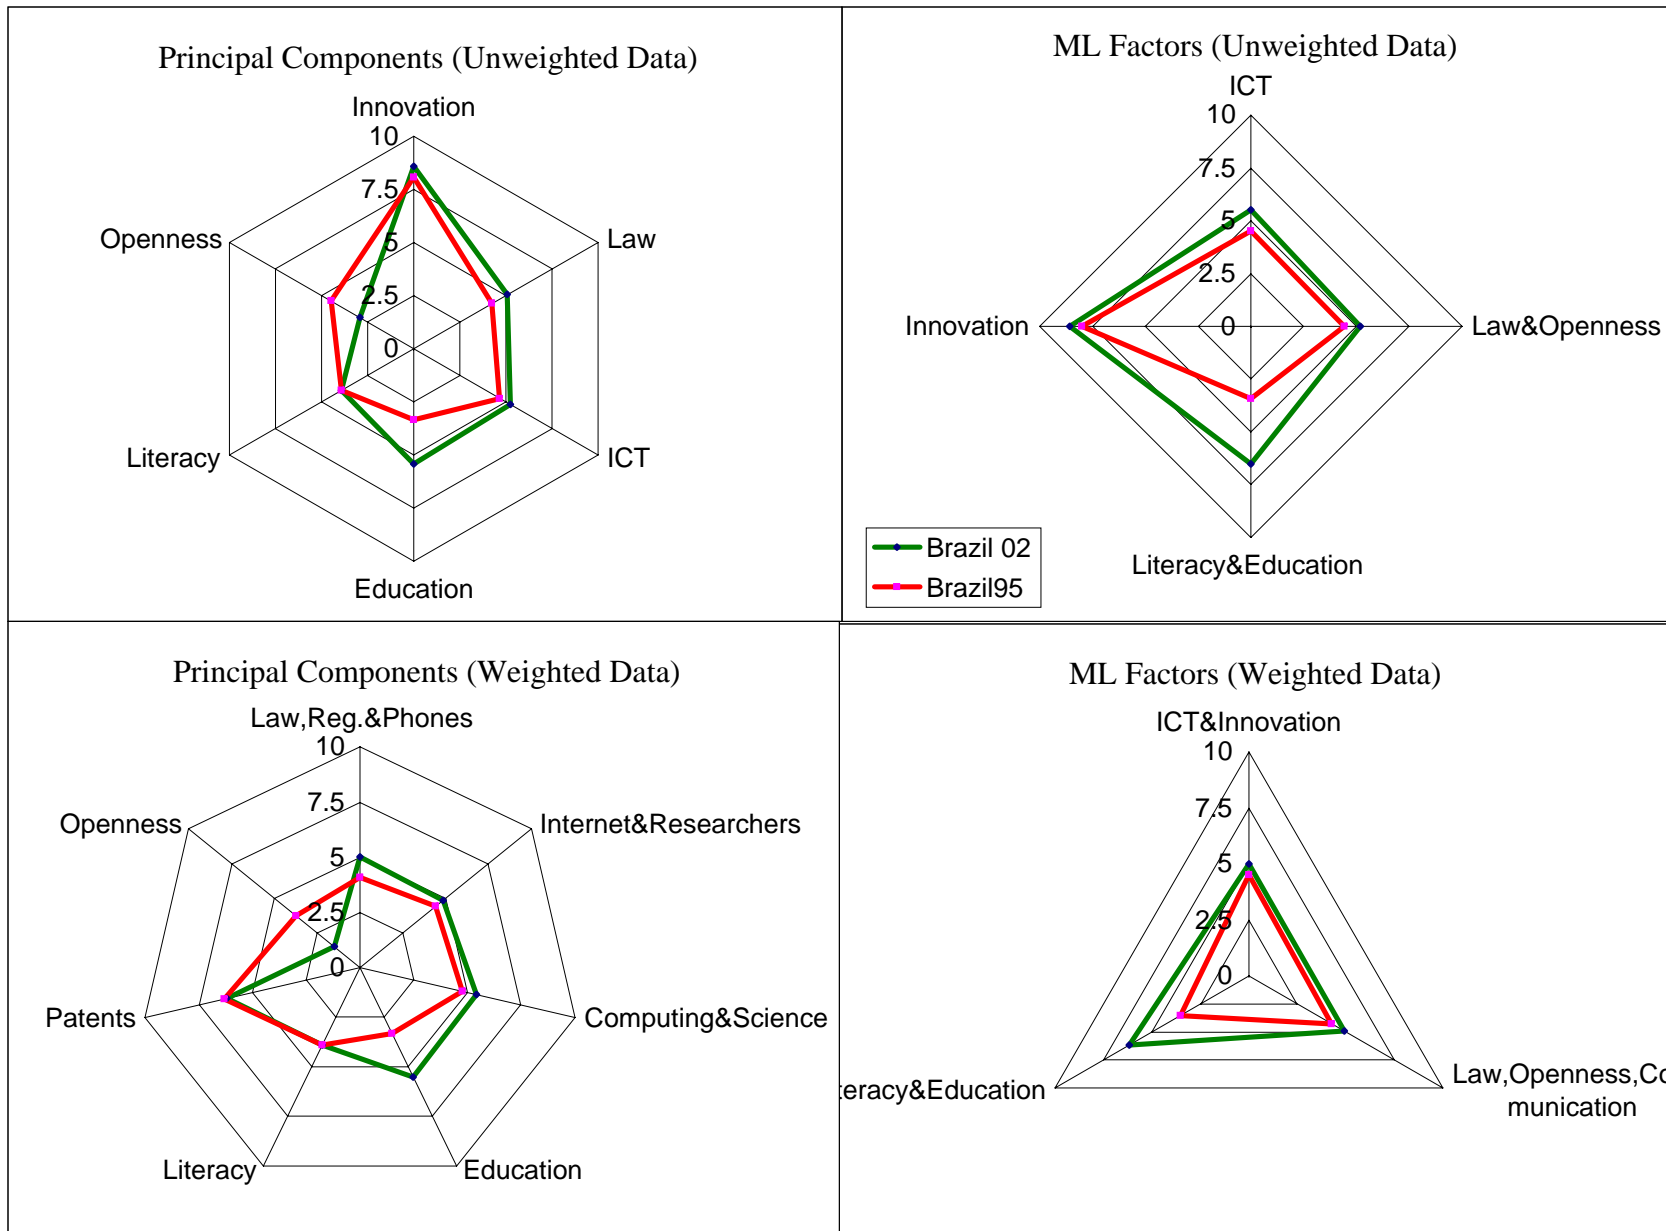 Principal Components (Unweighted Data)
Innovation
10
7.5
5
2.5
0
Law
ICT
Education
Literacy
Openness
ML Factors (Unweighted Data)
ICT
10
7.5
5
2.5
0
Law&Openness
Literacy&Education
Innovation
Brazil 02
Brazil95
Principal Components (Weighted Data)
Law,Reg.&Phones
10
7.5
5
2.5
0
Internet&Researchers
Computing&Science
Education
Literacy
Patents
Openness
ML Factors (Weighted Data)
ICT&Innovation
10
7.5
5
2.5
0
Law,Openness,Co
munication
teracy&Education